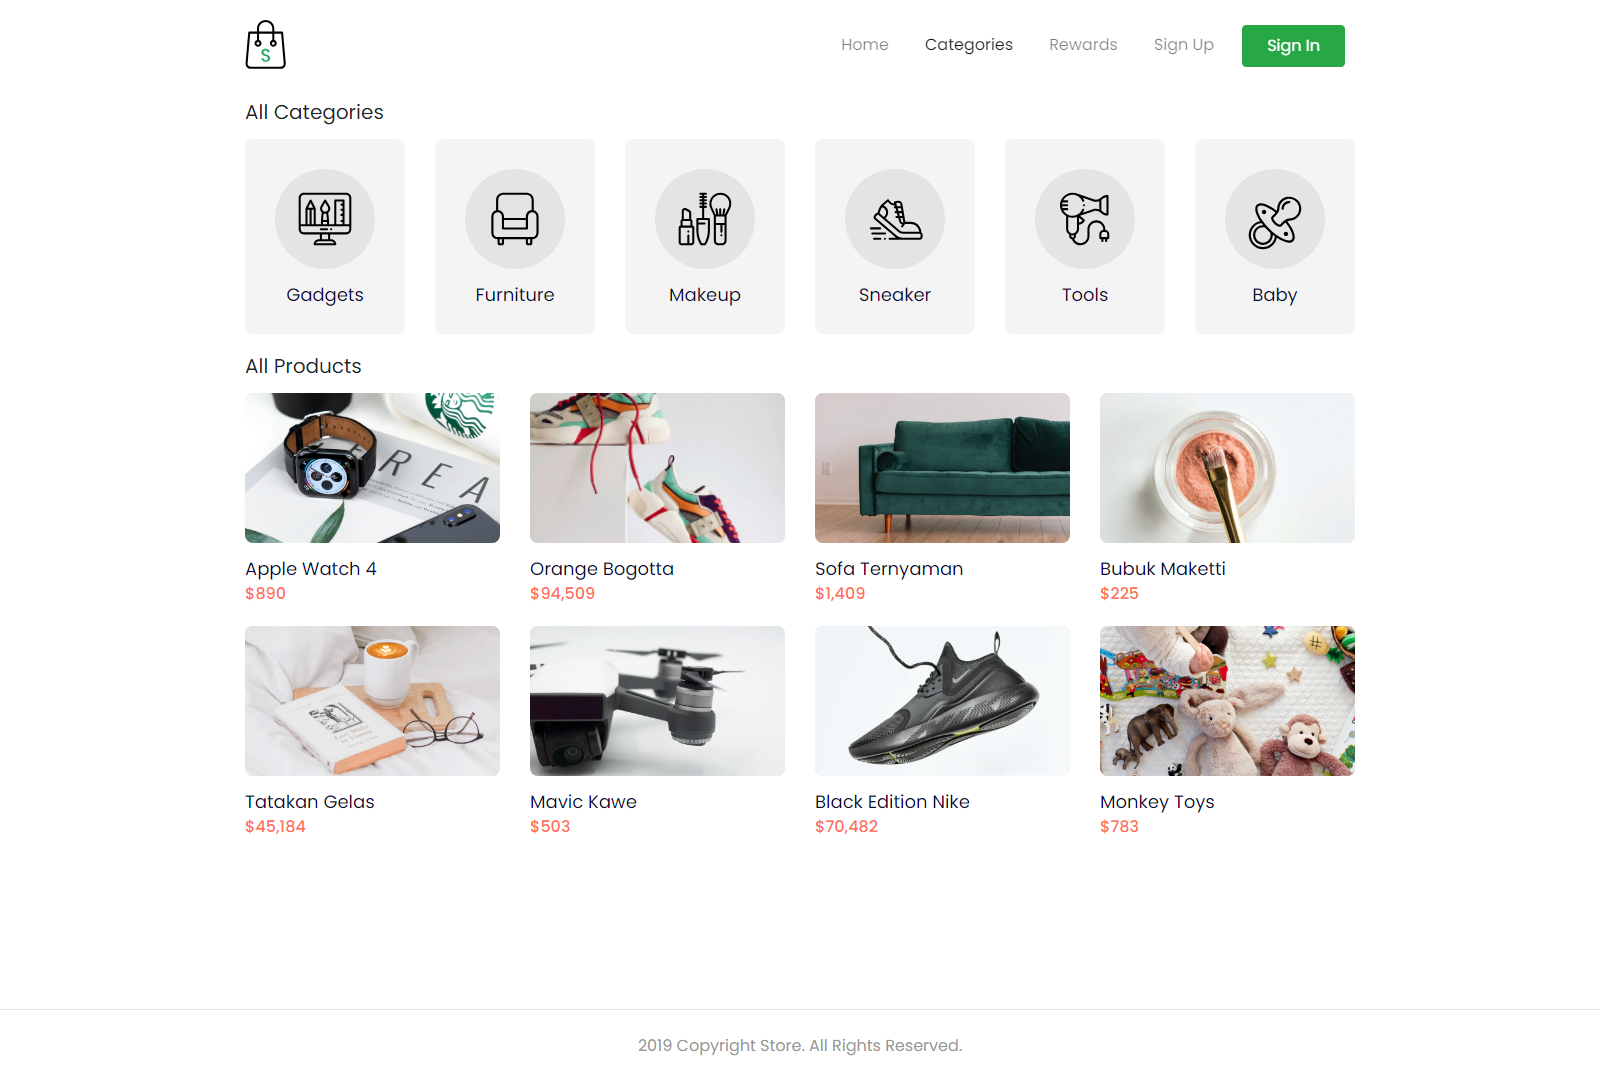 S
Home Categories Rewards Sign Up Sign In
All Categories
Gadgets Furniture Makeup Sneaker Tools Baby
All Products
REA
Apple Watch 4 Orange Bogotta Sofa Ternyaman Bubuk Maketti
$890 $94,509 $1,409 $225
Tatakan Gelas Mavic Kawe Black Edition Nike Monkey Toys
$45,184 $503 $70,482 $783
2019 Copyright Store. All Rights Reserved.